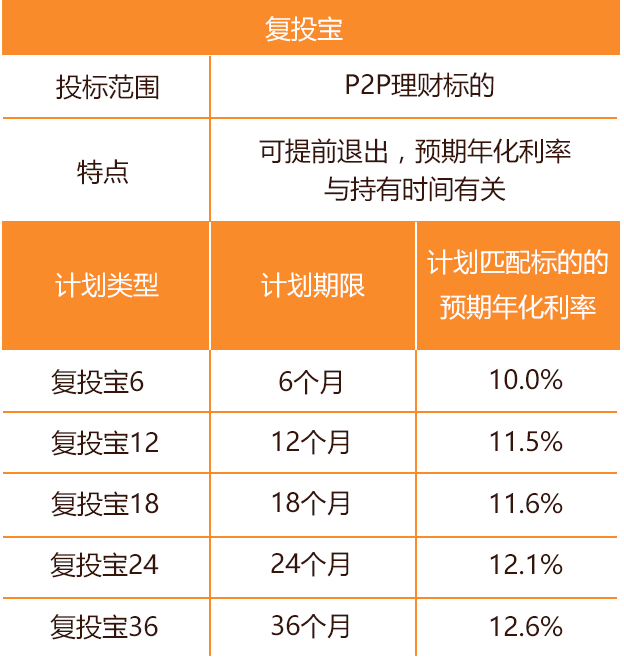 复投宝
投标范围
P2P理财标的
特点
可提前退出，预期年化利率
与持有时间有关
计划类型
计划期限
计划匹配标的的
预期年化利率
复投宝6
6个月
10.0%
复投宝12
12个月
11.5%
复投宝18
18个月
11.6%
复投宝24
24个月
12.1%
复投宝36
36个月
12.6%